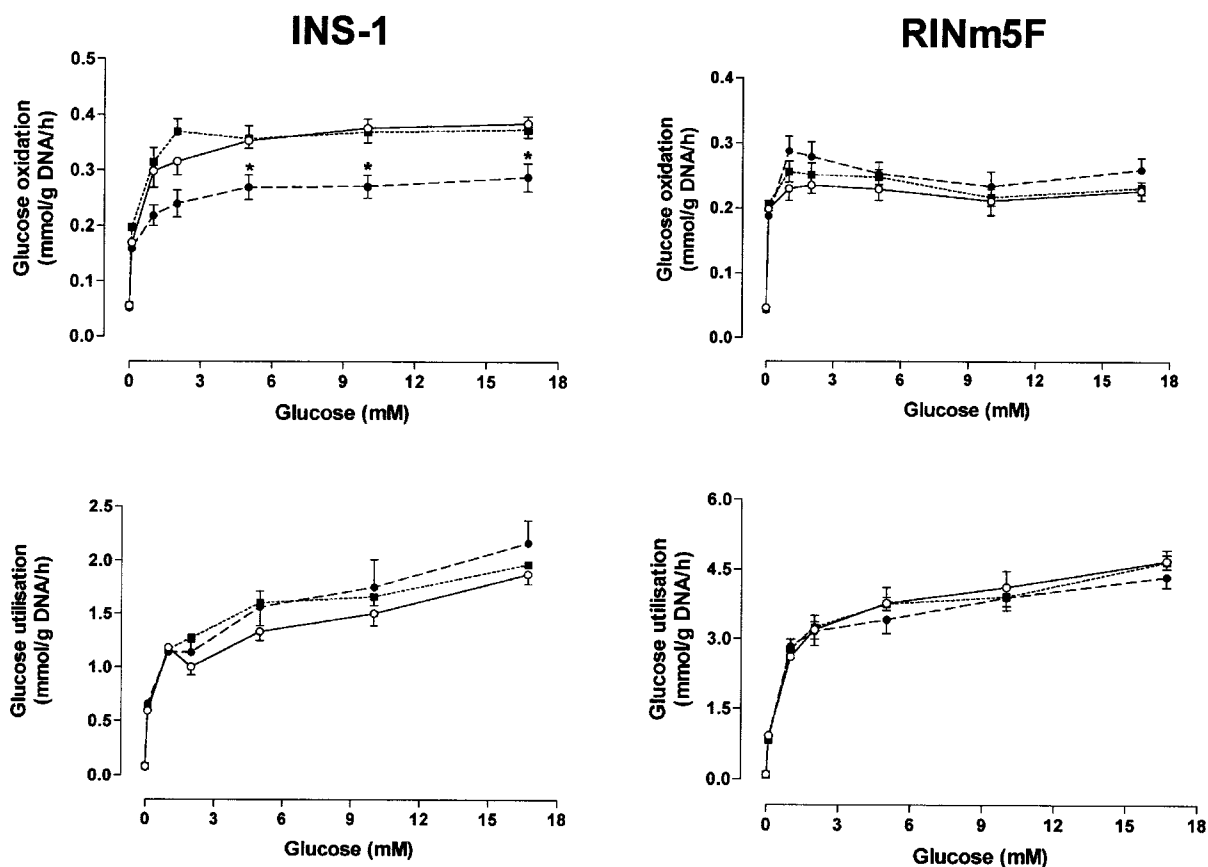 INS-1
RINm5F
Glucose oxidation
(mmol/g DNA/h)
0.5
0.4
0.3
0.2
0.1
0.0
* * *
0 3 6 9 12 15 18
Glucose (mM)
Glucose oxidation
(mmol/g DNA/h)
0.4
0.3
0.2
0.1
0.0
0 3 6 9 12 15 18
Glucose (mM)
Glucose utilisation
(mmol/g DNA/h)
2.5
2.0
1.5
1.0
0.5
0.0
0 3 6 9 12 15 18
Glucose (mM)
Glucose utilisation
(mmol/g DNA/h)
6.0
4.5
3.0
1.5
0.0
0 3 6 9 12 15 18
Glucose (mM)